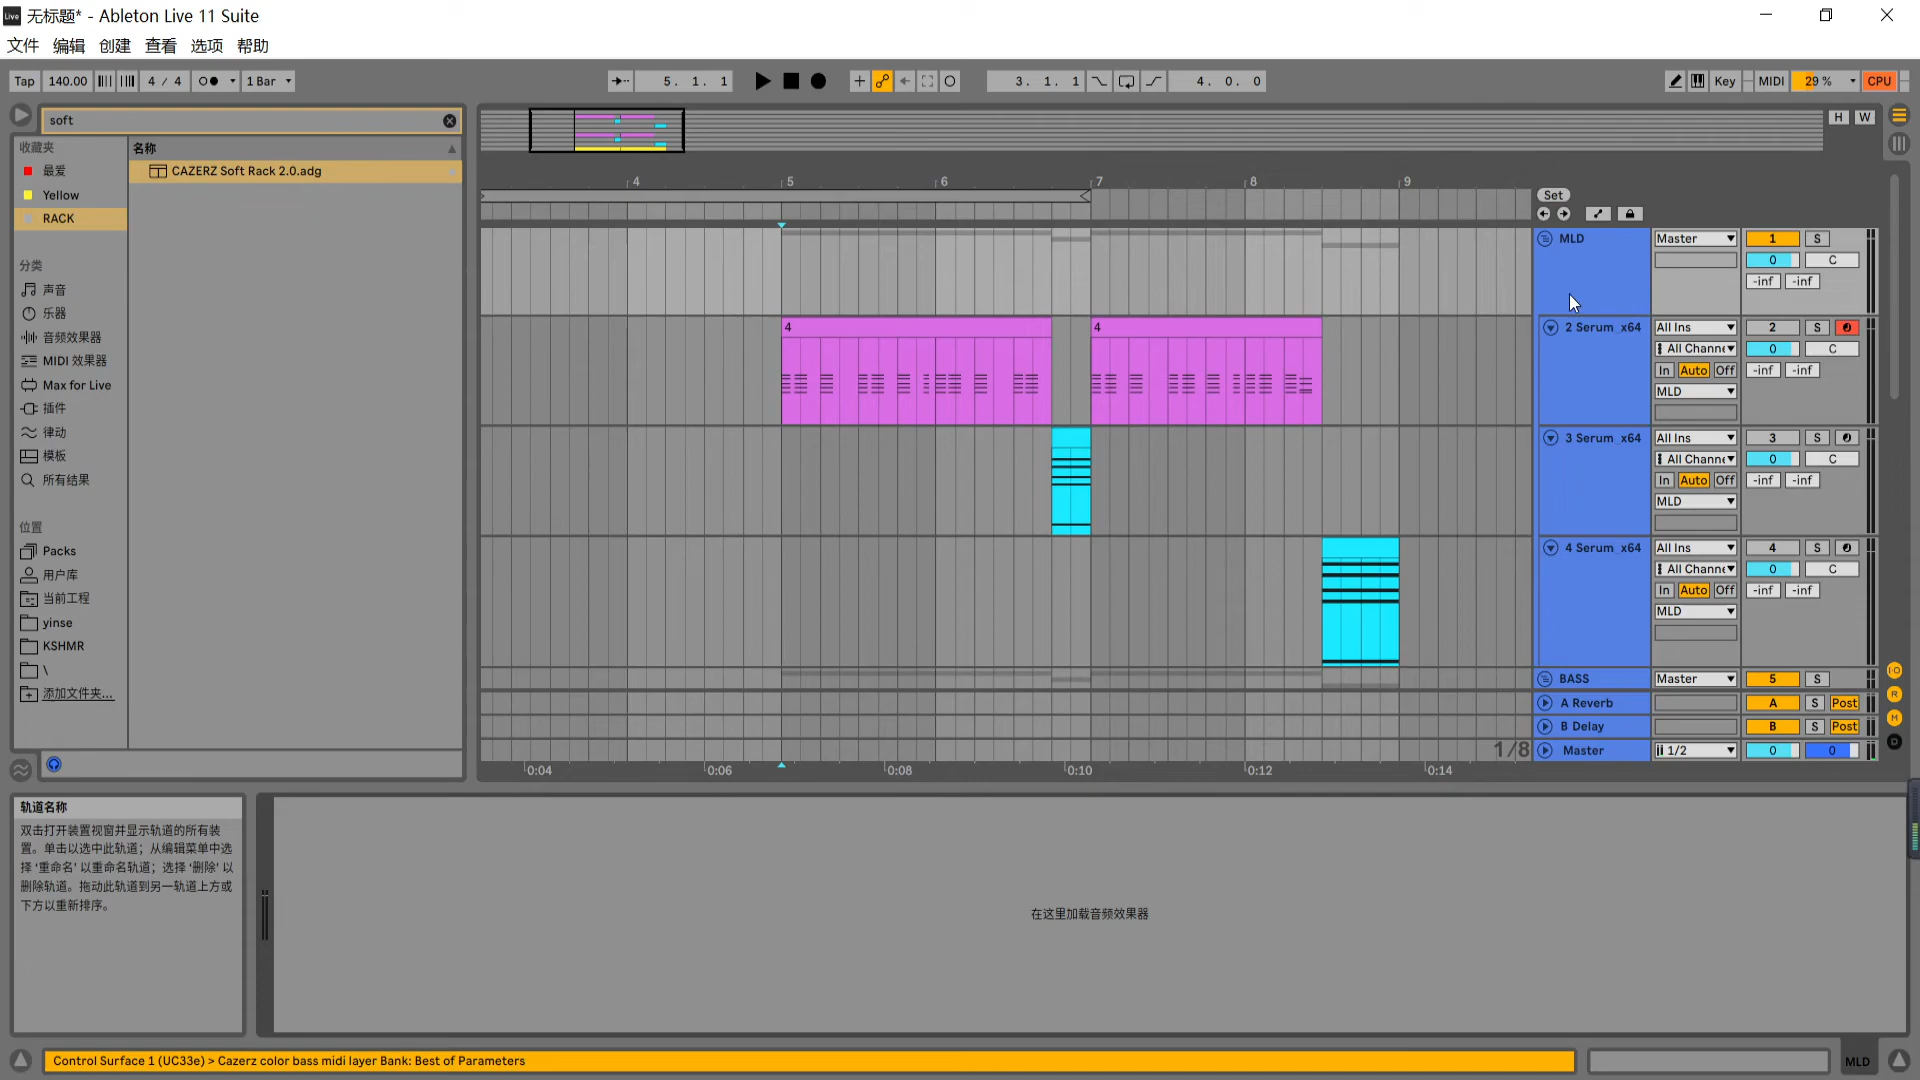 无标题* - Ableton Live 11 Suite
文件 编辑 创建 查看 选项 帮助
Tap 140.00 4 / 4 1 Bar 5. 1. 1 3. 1. 1 4. 0. 0 Key MIDI 29 % CPU
soft
H W
收藏夹 名称
最爱 CAZERZ Soft Rack 2.0.adg
Yellow
RACK
4 5 6 7 8 9
Set
MLD Master 1 S
0 C
-inf -inf
分类
声音
乐器
音频效果器
MIDI 效果器
Max for Live
插件
律动
模板
所有结果
4 4
2 Serum_x64 All Ins 2 S
All Channe 0 C
In Auto Off -inf -inf
MLD
3 Serum_x64 All Ins 3 S
All Channe 0 C
In Auto Off -inf -inf
MLD
位置
Packs
用户库
当前工程
yinse
KSHMR
\
添加文件夹...
4 Serum_x64 All Ins 4 S
All Channe 0 C
In Auto Off -inf -inf
MLD
BASS Master 5 S
A Reverb A S Post
B Delay B S Post
1/8 Master 1/2 0 0
I·O
R
M
D
0:04 0:06 0:08 0:10 0:12 0:14
轨道名称
双击打开装置视窗并显示轨道的所有装
置。单击以选中此轨道；从编辑菜单中选
择 '重命名' 以重命名轨道；选择 '删除' 以
删除轨道。拖动此轨道到另一轨道上方或
下方以重新排序。
在这里加载音频效果器
Control Surface 1 (UC33e) > Cazerz color bass midi layer Bank: Best of Parameters
MLD